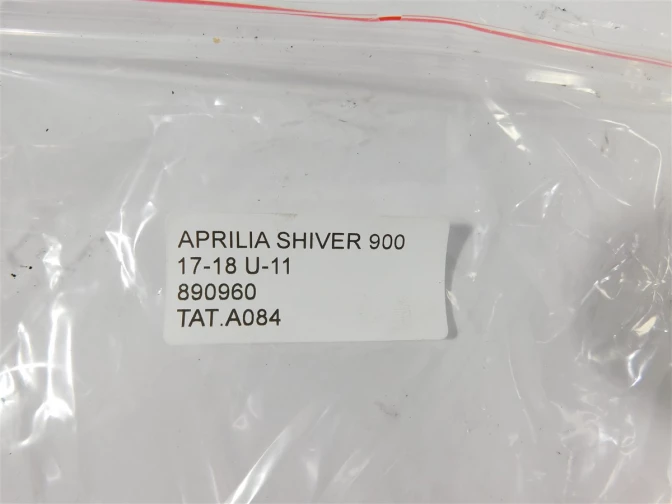 APRILIA SHIVER 900
17-18 U-11
890960
TAT.A084